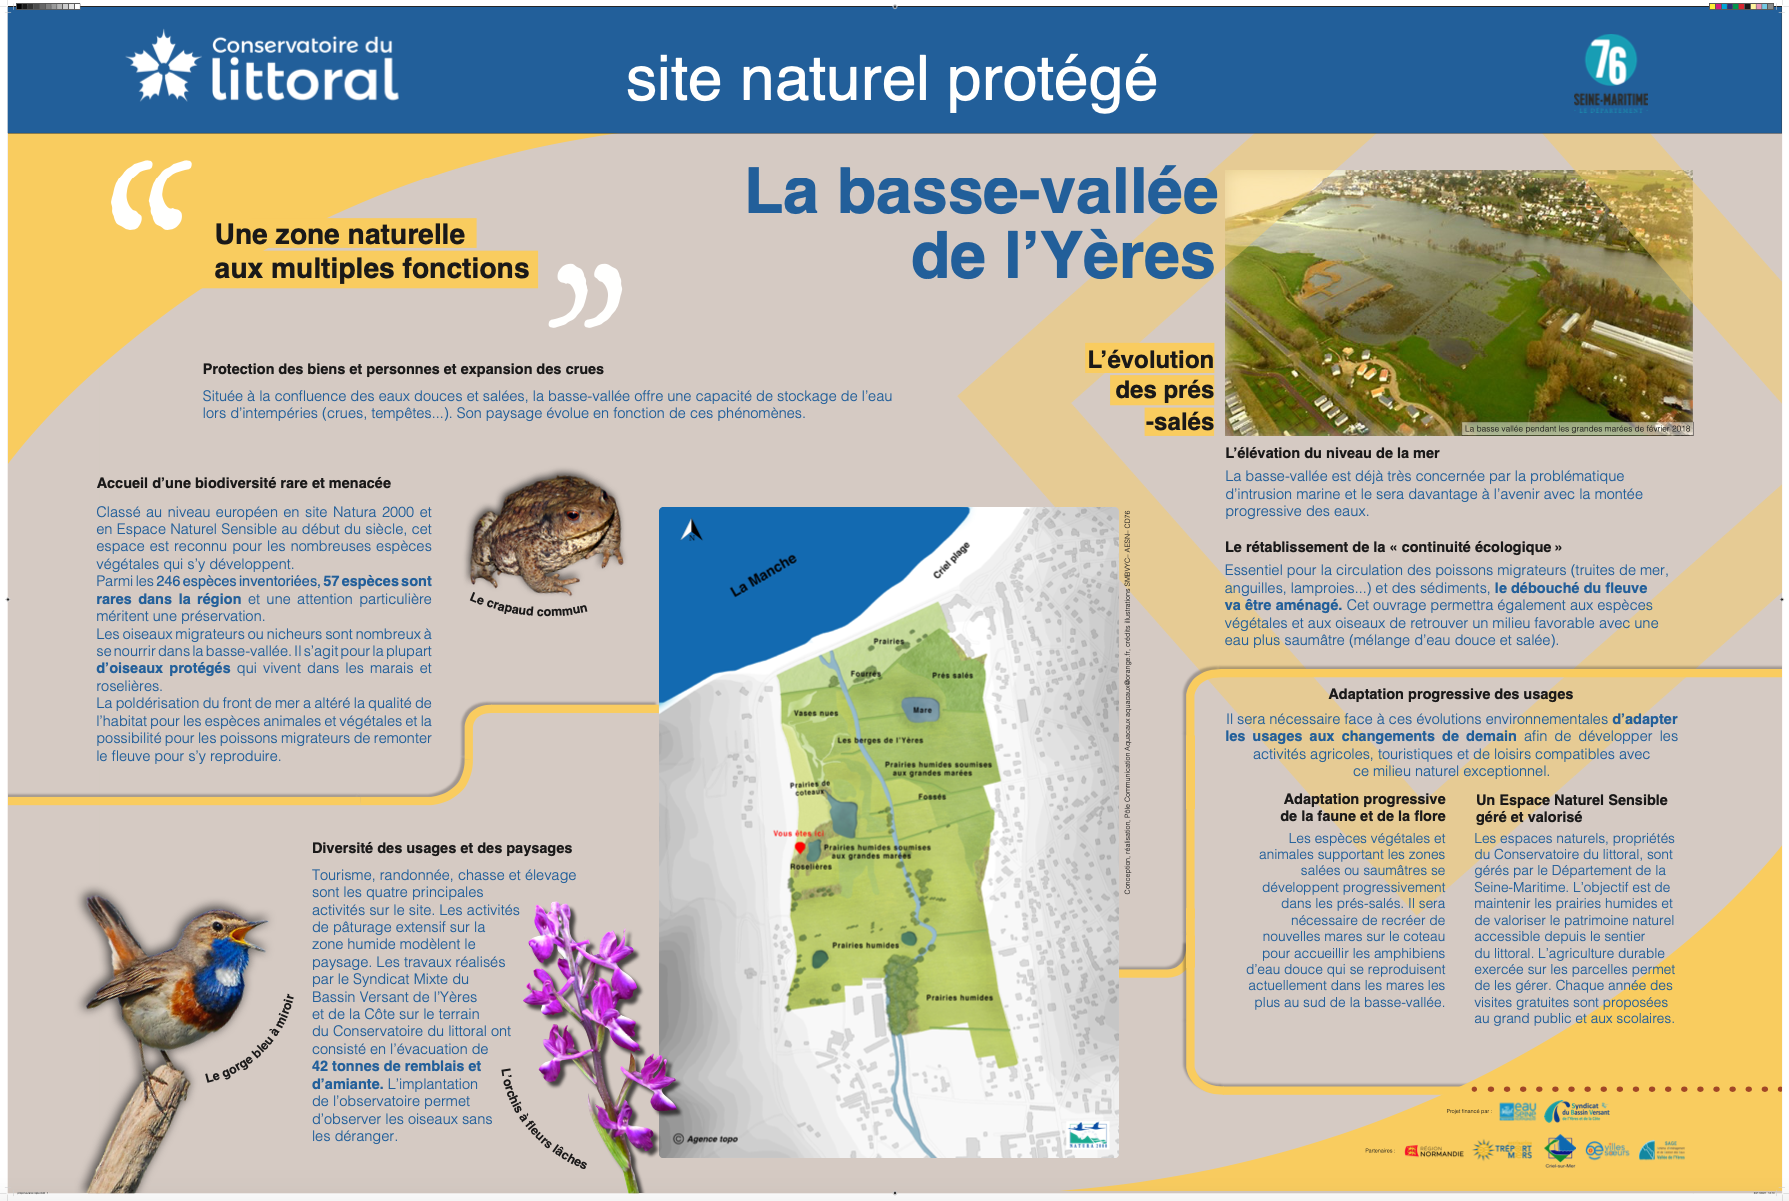 Conservatoire du
littoral
site naturel protégé
76
SEINE-MARITIME
LE DÉPARTEMENT
“
Une zone naturelle
aux multiples fonctions
”
La basse-vallée
de l’Yères
La basse vallée pendant les grandes marées de février 2018
Protection des biens et personnes et expansion des crues
Située à la confluence des eaux douces et salées, la basse-vallée offre une capacité de stockage de l’eau
lors d’intempéries (crues, tempêtes...). Son paysage évolue en fonction de ces phénomènes.
Accueil d’une biodiversité rare et menacée
Classé au niveau européen en site Natura 2000 et
en Espace Naturel Sensible au début du siècle, cet
espace est reconnu pour les nombreuses espèces
végétales qui s’y développent.
Parmi les 246 espèces inventoriées, 57 espèces sont
rares dans la région et une attention particulière
méritent une préservation.
Les oiseaux migrateurs ou nicheurs sont nombreux à
se nourrir dans la basse-vallée. Il s’agit pour la plupart
d’oiseaux protégés qui vivent dans les marais et
roselières.
La poldérisation du front de mer a altéré la qualité de
l’habitat pour les espèces animales et végétales et la
possibilité pour les poissons migrateurs de remonter
le fleuve pour s’y reproduire.
Le crapaud commun
Diversité des usages et des paysages
Tourisme, randonnée, chasse et élevage
sont les quatre principales
activités sur le site. Les activités
de pâturage extensif sur la
zone humide modèlent le
paysage. Les travaux réalisés
par le Syndicat Mixte du
Bassin Versant de l’Yères
et de la Côte sur le terrain
du Conservatoire du littoral ont
consisté en l’évacuation de
42 tonnes de remblais et
d’amiante. L’implantation
de l’observatoire permet
d’observer les oiseaux sans
les déranger.
Le gorge bleu à miroir
L’orchis à fleurs lâches
La Manche
Criel plage
Prairies
Fourrés
Prés salés
Mare
Vases nues
Les berges de l’Yères
Prairies humides soumises
aux grandes marées
Prairies de
coteaux
Fossés
Vous êtes ici
Prairies humides soumises
aux grandes marées
Roselières
Prairies humides
Prairies humides
© Agence topo
NATURA 2000
Conception, réalisation, Pôle Communication Aquacaux aquacaux@orange.fr, crédits illustrations SMBVYC- AESN- CD76
L’évolution
des prés
-salés
L’élévation du niveau de la mer
La basse-vallée est déjà très concernée par la problématique
d’intrusion marine et le sera davantage à l’avenir avec la montée
progressive des eaux.
Le rétablissement de la « continuité écologique »
Essentiel pour la circulation des poissons migrateurs (truites de mer,
anguilles, lamproies...) et des sédiments, le débouché du fleuve
va être aménagé. Cet ouvrage permettra également aux espèces
végétales et aux oiseaux de retrouver un milieu favorable avec une
eau plus saumâtre (mélange d’eau douce et salée).
Adaptation progressive des usages
Il sera nécessaire face à ces évolutions environnementales d’adapter
les usages aux changements de demain afin de développer les
activités agricoles, touristiques et de loisirs compatibles avec
ce milieu naturel exceptionnel.
Adaptation progressive
de la faune et de la flore
Les espèces végétales et
animales supportant les zones
salées ou saumâtres se
développent progressivement
dans les prés-salés. Il sera
nécessaire de recréer de
nouvelles mares sur le coteau
pour accueillir les amphibiens
d’eau douce qui se reproduisent
actuellement dans les mares les
plus au sud de la basse-vallée.
Un Espace Naturel Sensible
géré et valorisé
Les espaces naturels, propriétés
du Conservatoire du littoral, sont
gérés par le Département de la
Seine-Maritime. L’objectif est de
maintenir les prairies humides et
de valoriser le patrimoine naturel
accessible depuis le sentier
du littoral. L’agriculture durable
exercée sur les parcelles permet
de les gérer. Chaque année des
visites gratuites sont proposées
au grand public et aux scolaires.
Projet financé par :
eau
Syndicat
du Bassin Versant
Partenaires :
RÉGION
NORMANDIE
Criel-sur-Mer
villes
sœurs
SAGE